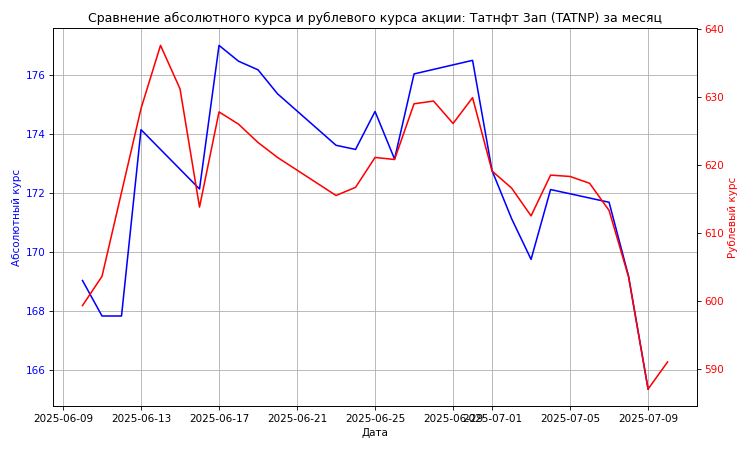 Сравнение абсолютного курса и рублевого курса акции: Татнфт 3ап (TATNP) за месяц
640
176
630
174
620
172
610
170
600
168
590
166
Абсолютный курс
Рублевый курс
2025-06-09 2025-06-13 2025-06-17 2025-06-21 2025-06-25 2025-06-29 2025-07-01 2025-07-05 2025-07-09
Дата